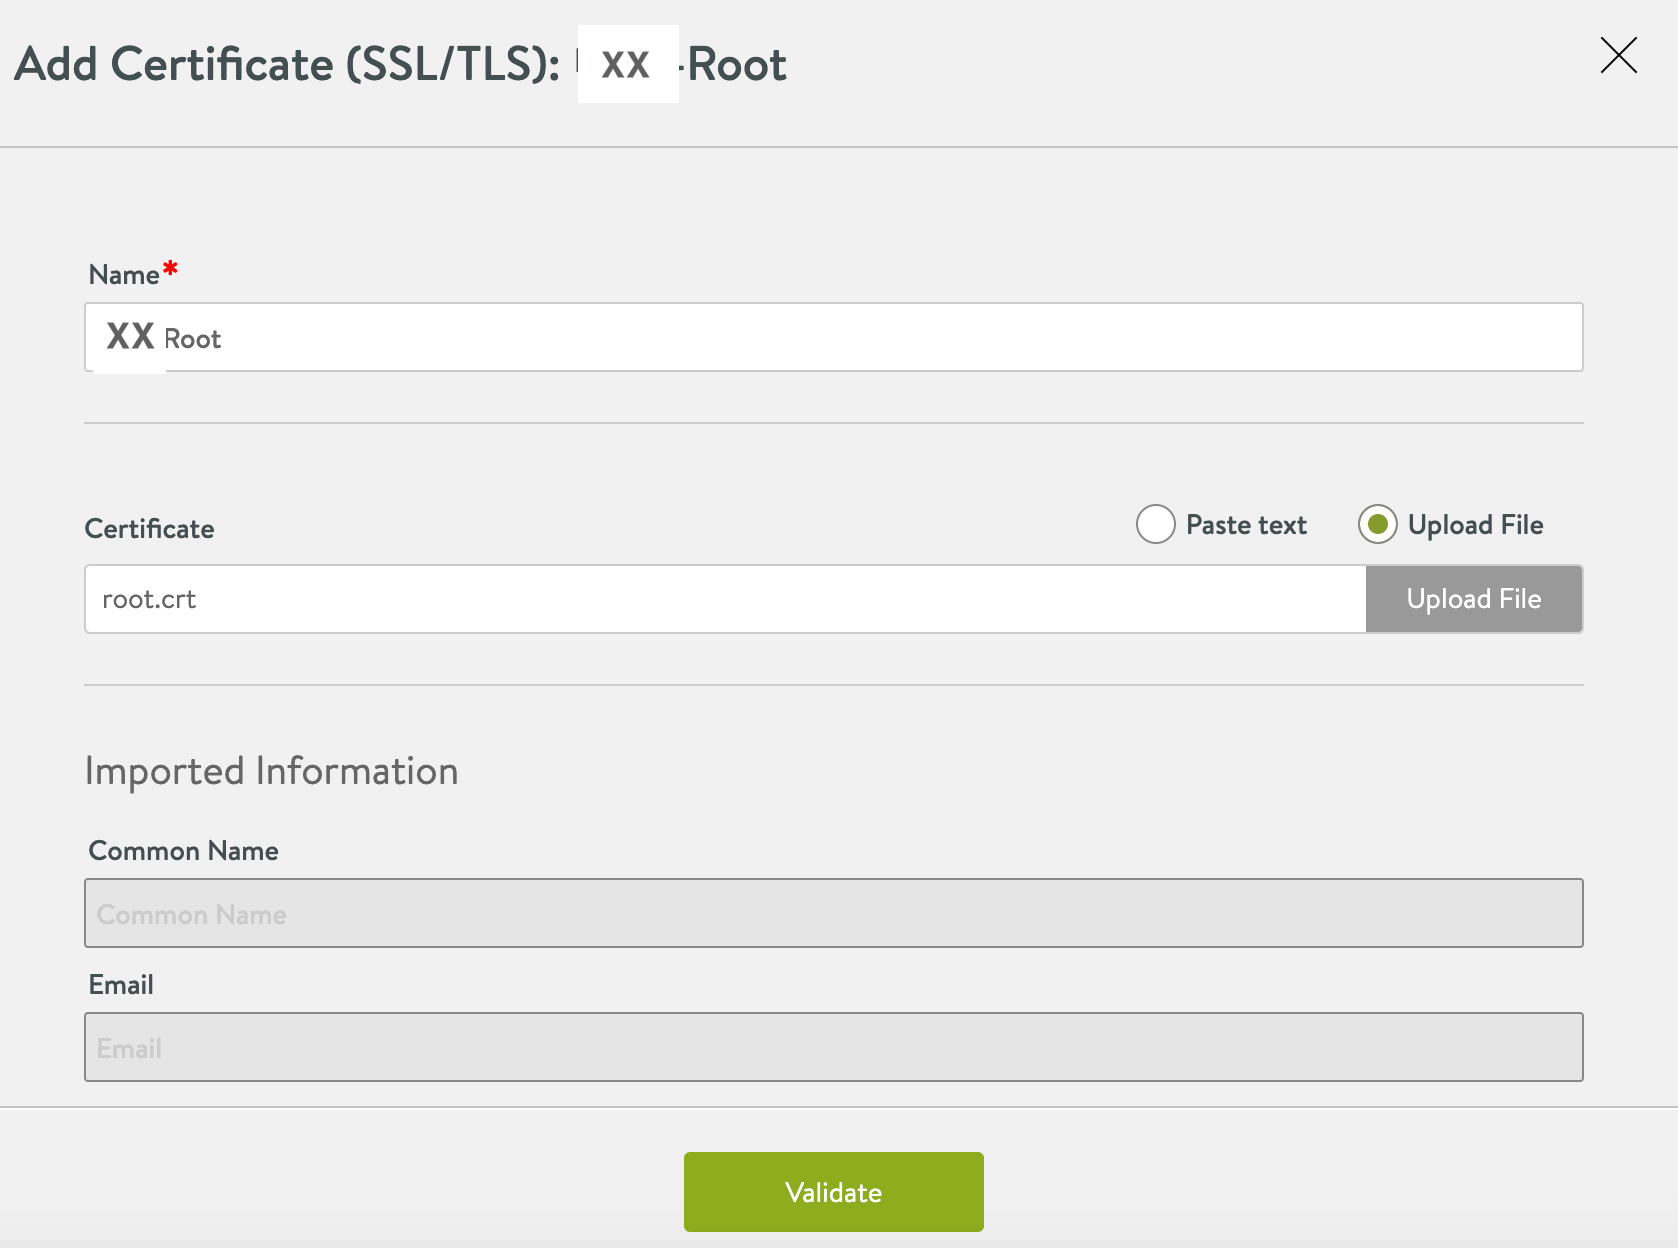 Add Certificate (SSL/TLS): XX -Root
Name*
XX Root
Certificate
Paste text
Upload File
root.crt
Upload File
Imported Information
Common Name
Common Name
Email
Email
Validate